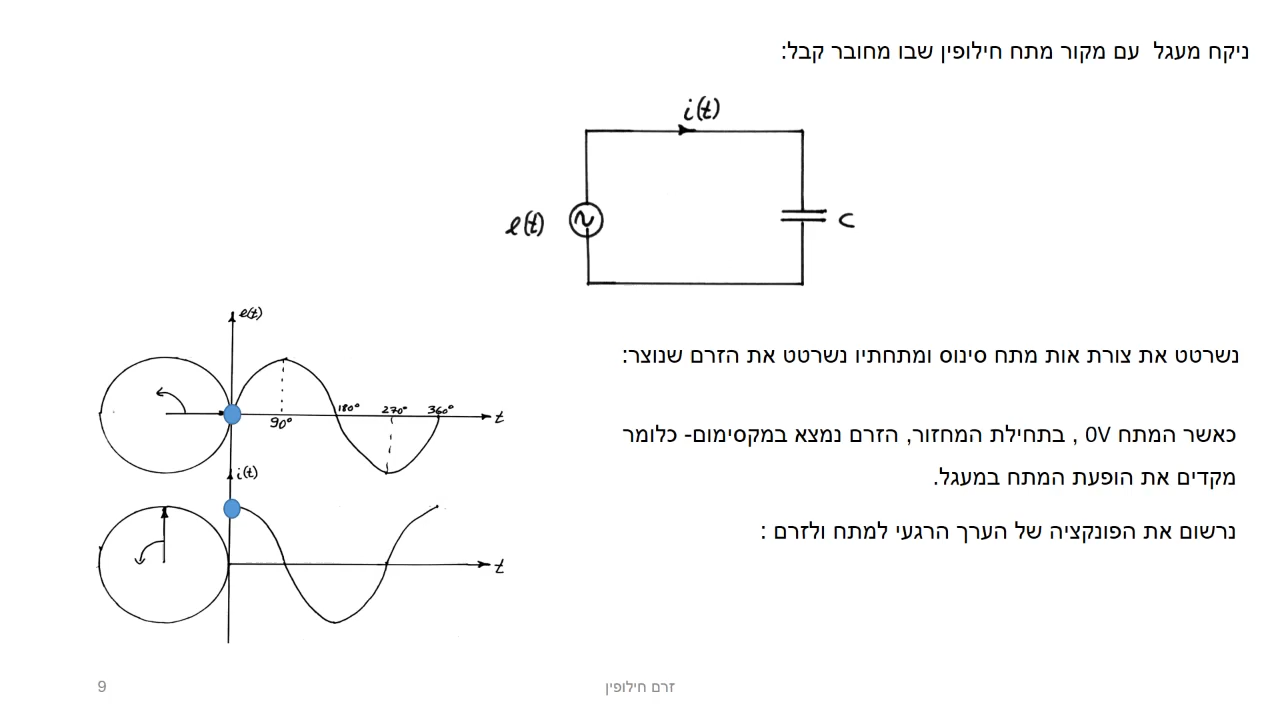 ניקח מעגל עם מקור מתח חילופין שבו מחובר קבל:
i(t)
e(t)
C
e(t)
נשרטט את צורת אות מתח סינוס ומתחתיו נשרטט את הזרם שנוצר:
90° 180° 270° 360° t
כאשר המתח 0V , בתחילת המחזור, הזרם נמצא במקסימום- כלומר
מקדים את הופעת המתח במעגל.
i(t)
נרשום את הפונקציה של הערך הרגעי למתח ולזרם :
t
זרם חילופין
9